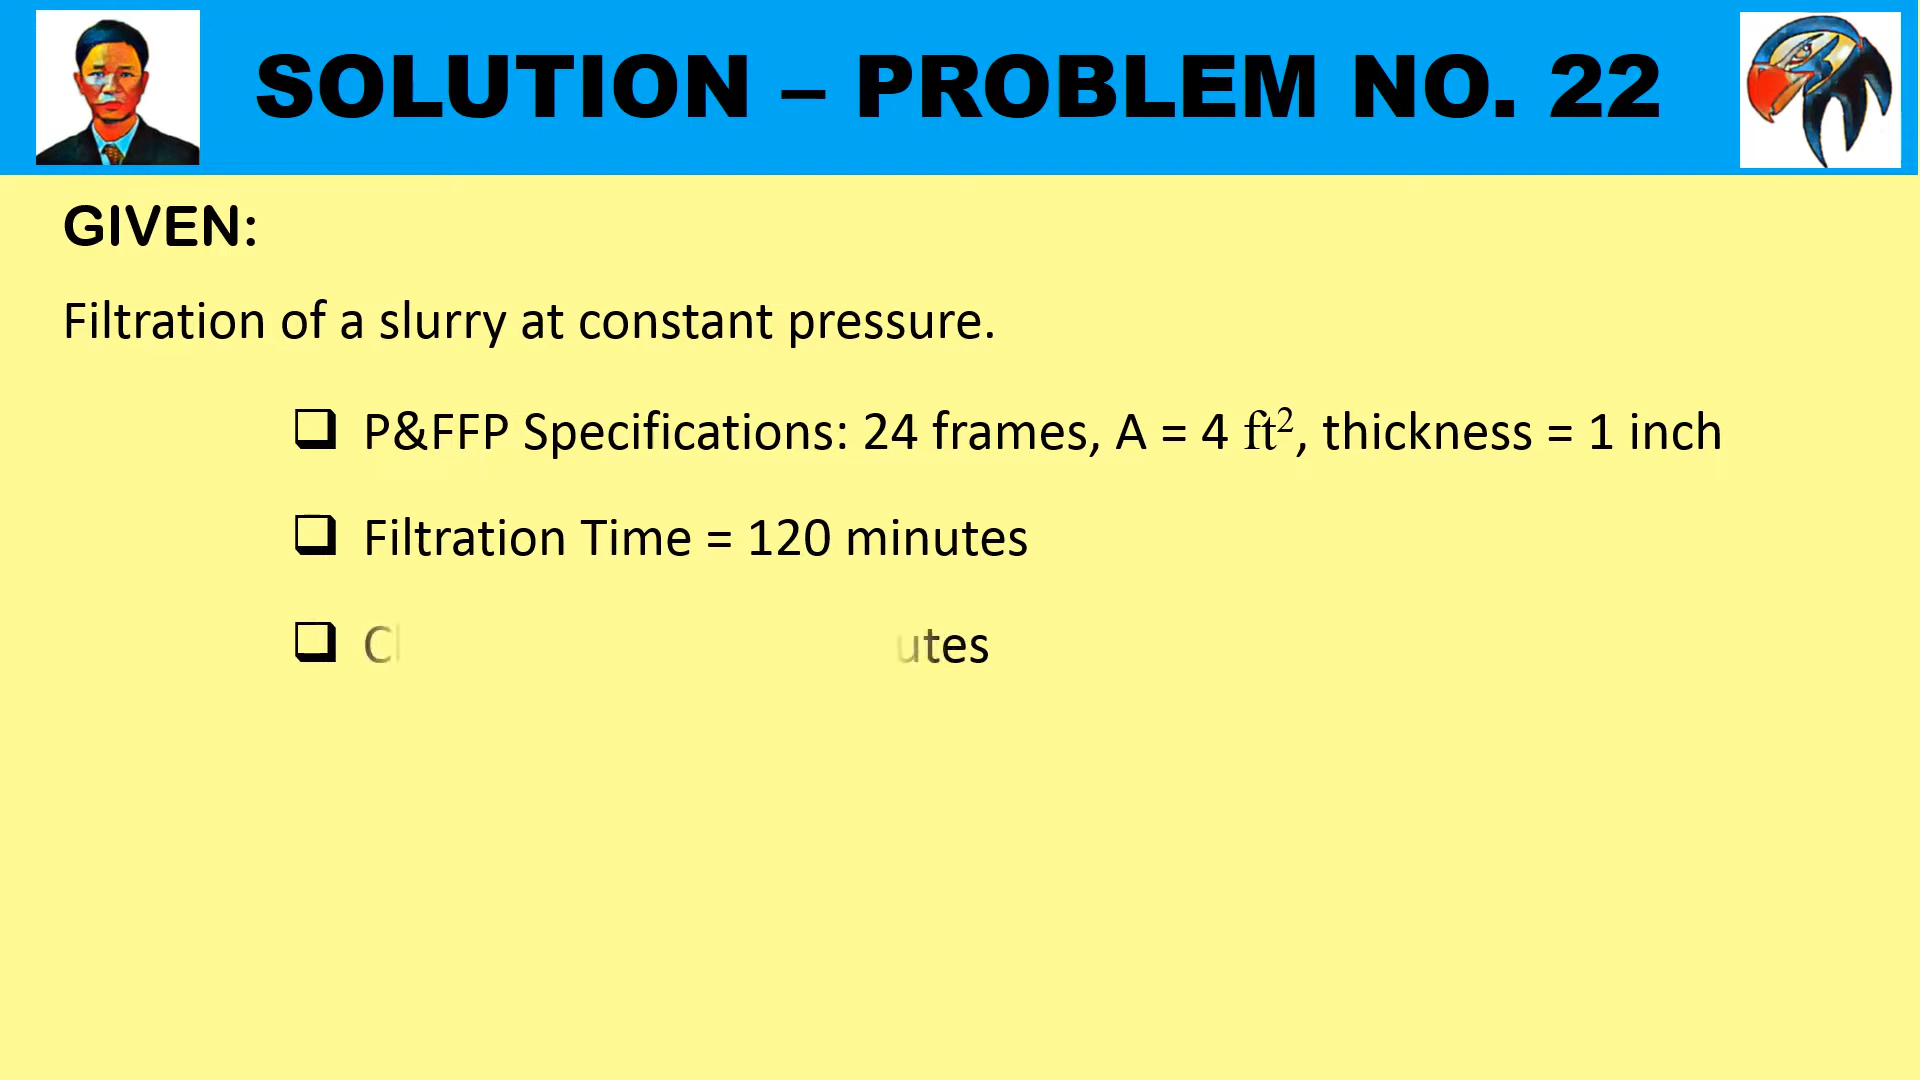 SOLUTION – PROBLEM NO. 22
GIVEN:
Filtration of a slurry at constant pressure.
❑ P&FFP Specifications: 24 frames, A = 4 ft², thickness = 1 inch
❑ Filtration Time = 120 minutes
❑